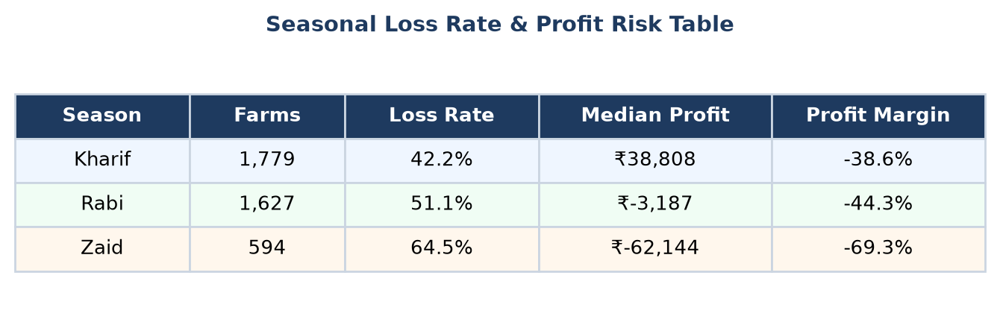 Seasonal Loss Rate & Profit Risk Table
Season Farms Loss Rate Median Profit Profit Margin
Kharif 1,779 42.2% ₹38,808 -38.6%
Rabi 1,627 51.1% ₹-3,187 -44.3%
Zaid 594 64.5% ₹-62,144 -69.3%